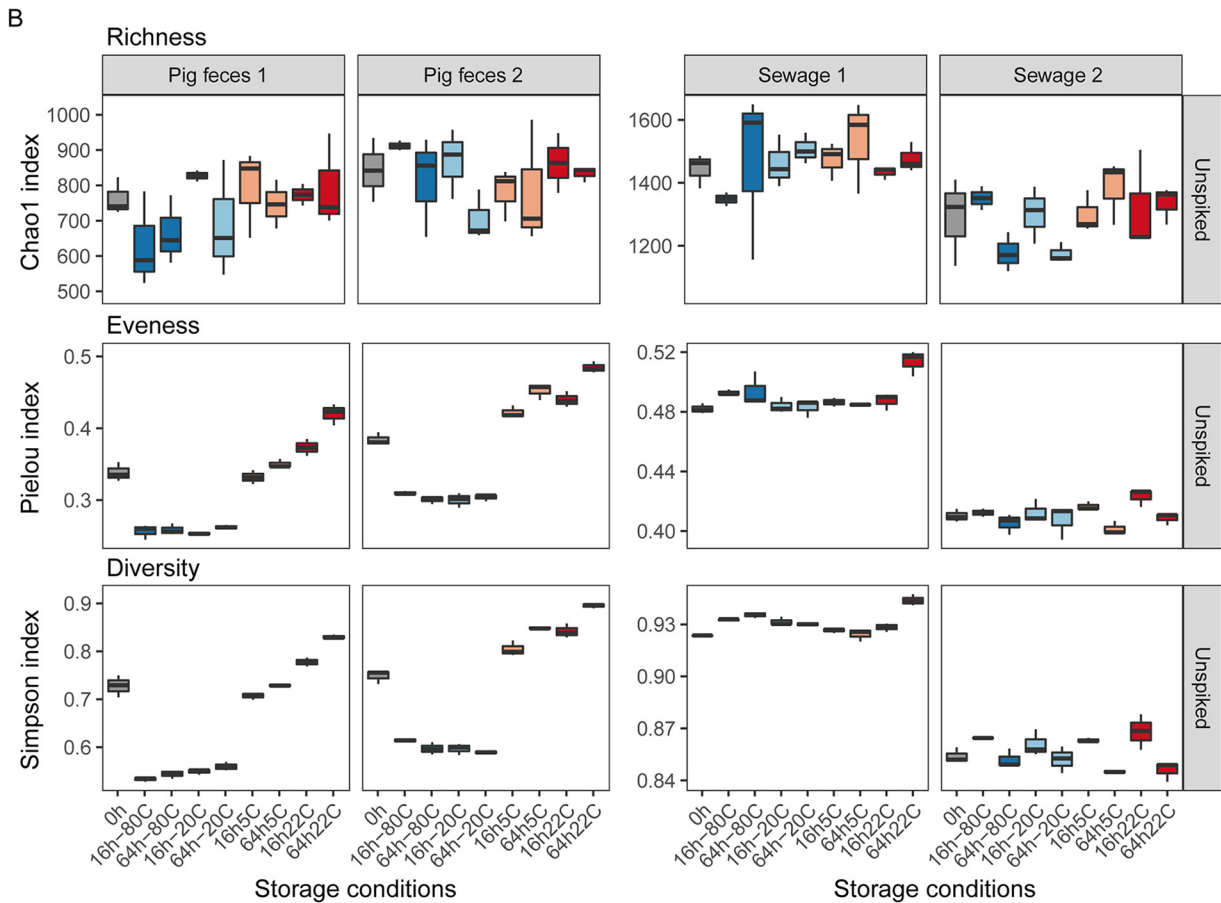 B
Richness
Pig feces 1
Pig feces 2
Sewage 1
Sewage 2
Chao1 index
1000
900
800
700
600
500
1600
1400
1200
Unspiked
Eveness
Pielou index
0.5
0.4
0.3
0.52
0.48
0.44
0.40
Unspiked
Diversity
Simpson index
0.9
0.8
0.7
0.6
0.93
0.90
0.87
0.84
Unspiked
0h
16h−80C
64h−80C
16h−20C
64h−20C
16h5C
64h5C
16h22C
64h22C
0h
16h−80C
64h−80C
16h−20C
64h−20C
16h5C
64h5C
16h22C
64h22C
0h
16h−80C
64h−80C
16h−20C
64h−20C
16h5C
64h5C
16h22C
64h22C
0h
16h−80C
64h−80C
16h−20C
64h−20C
16h5C
64h5C
16h22C
64h22C
Storage conditions
Storage conditions